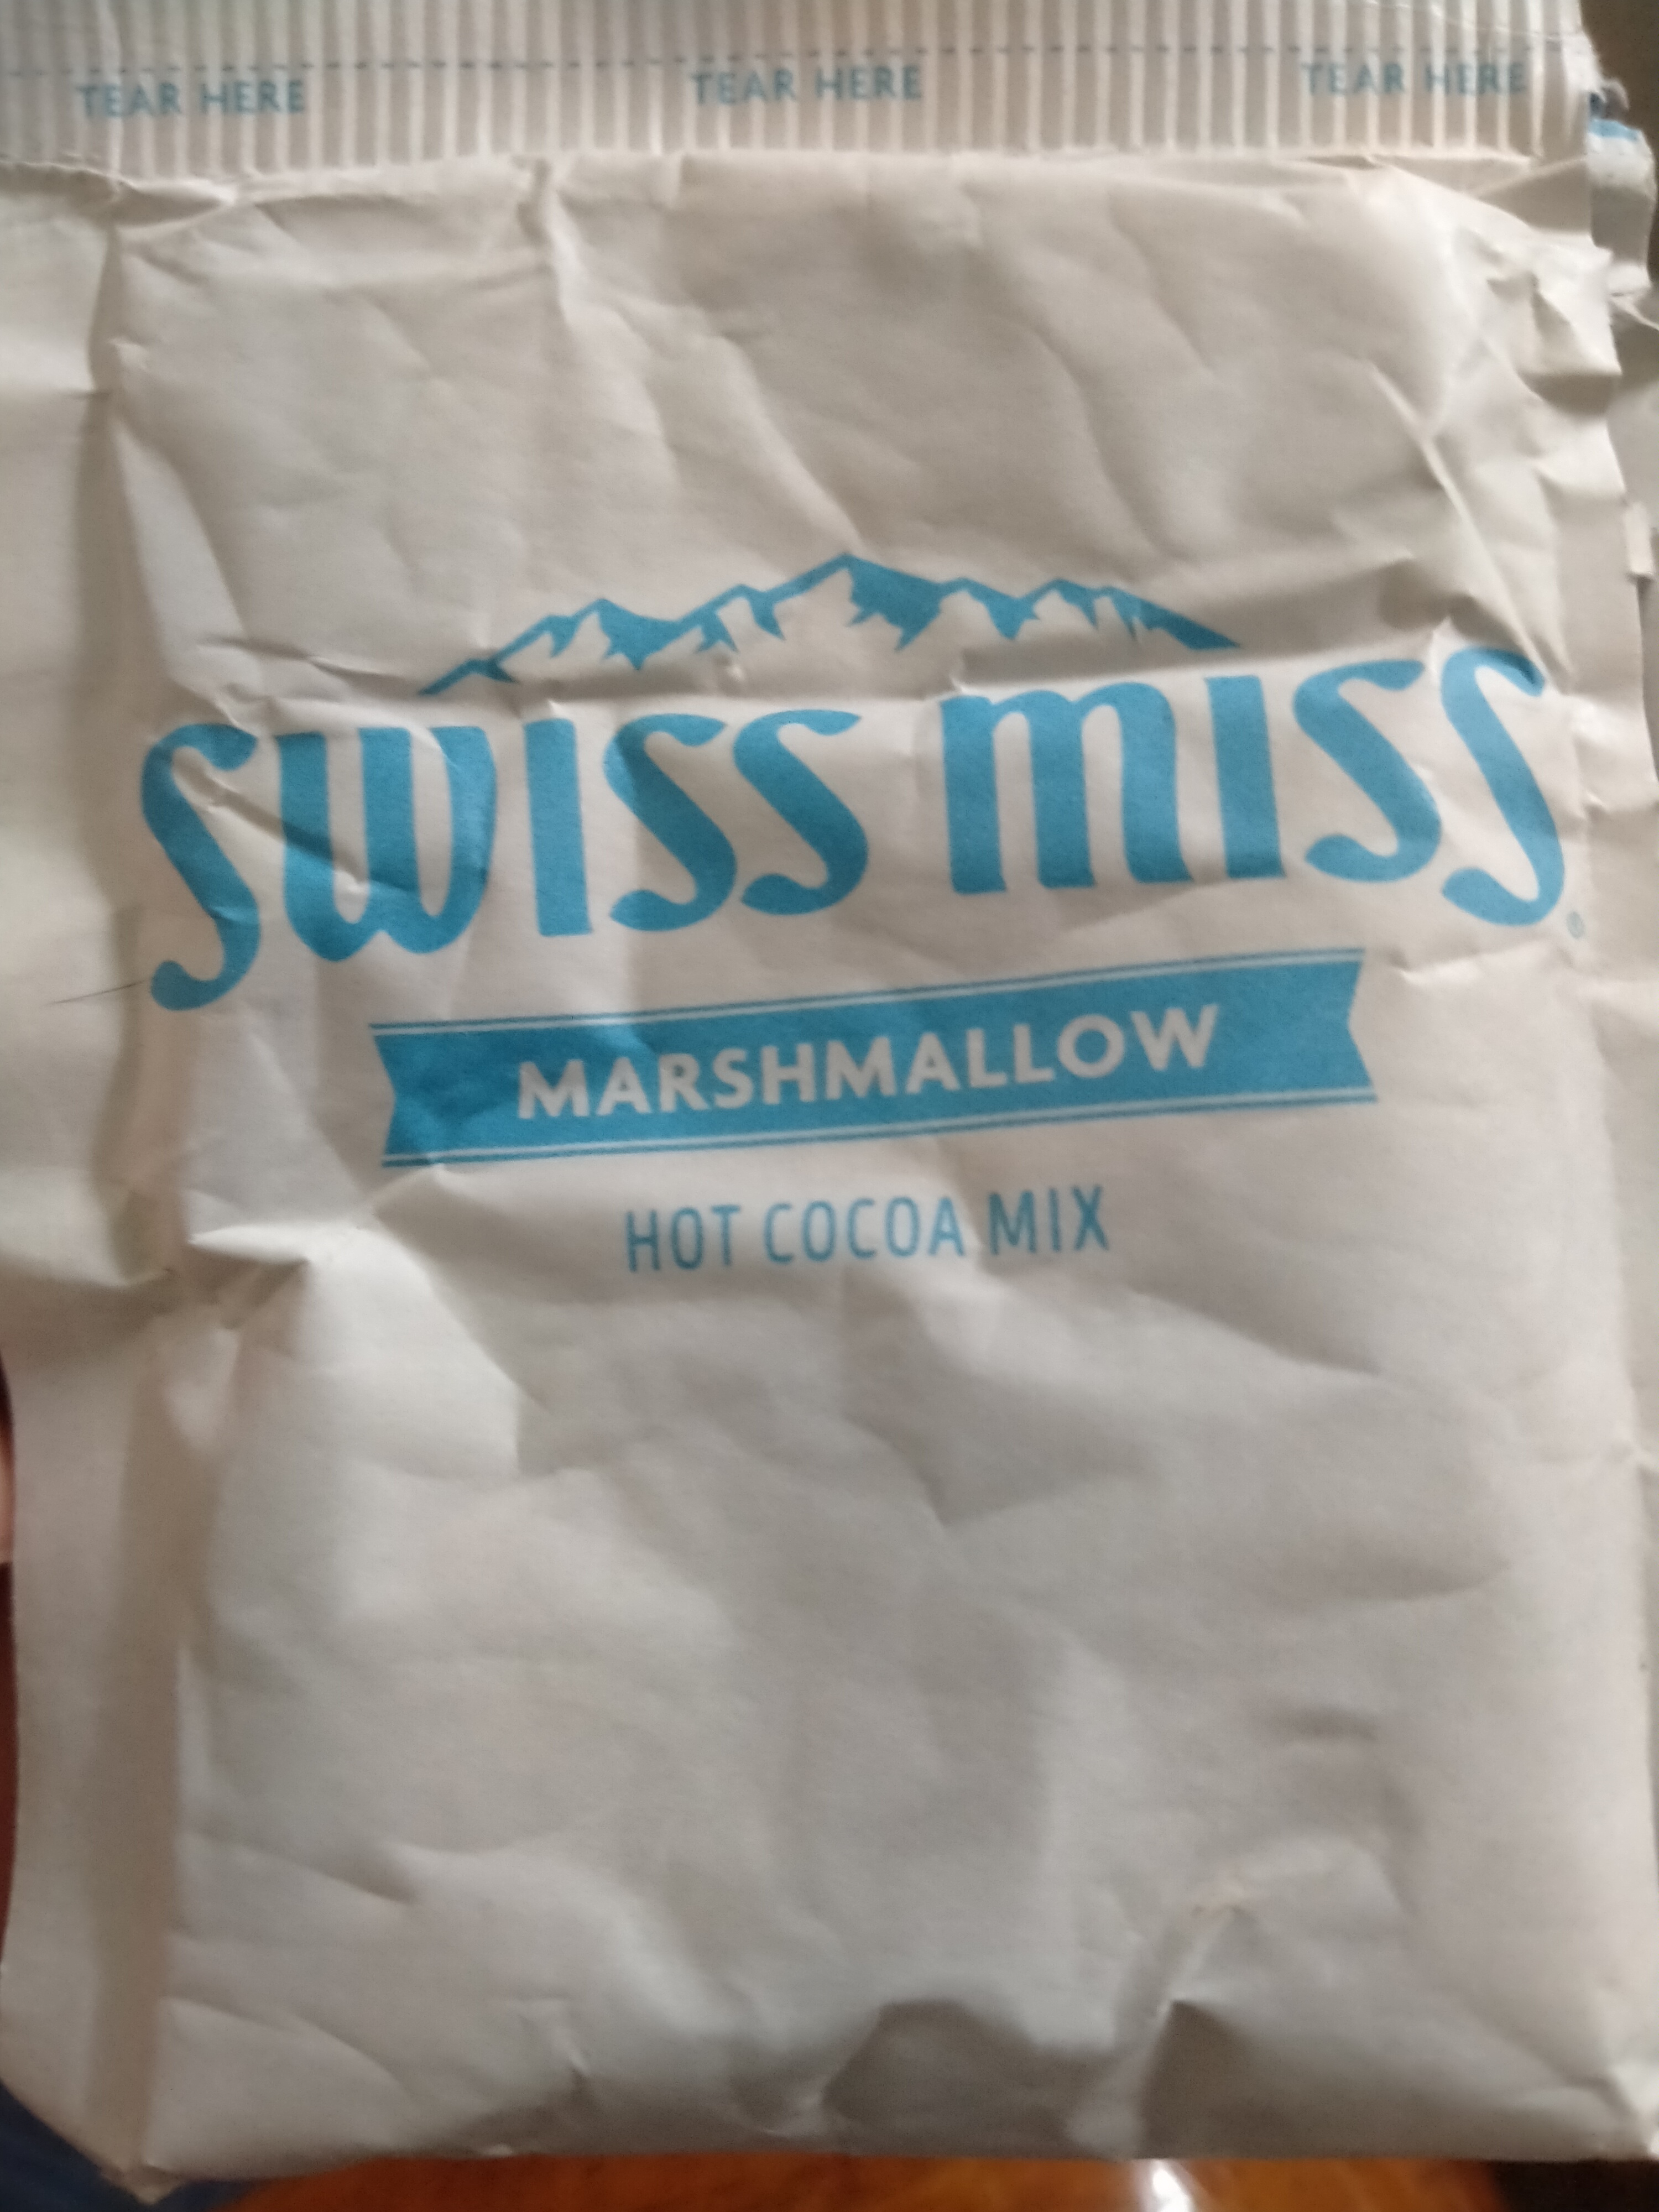 TEAR HERE TEAR HERE TEAR HERE
SWISS MISS®
MARSHMALLOW
HOT COCOA MIX